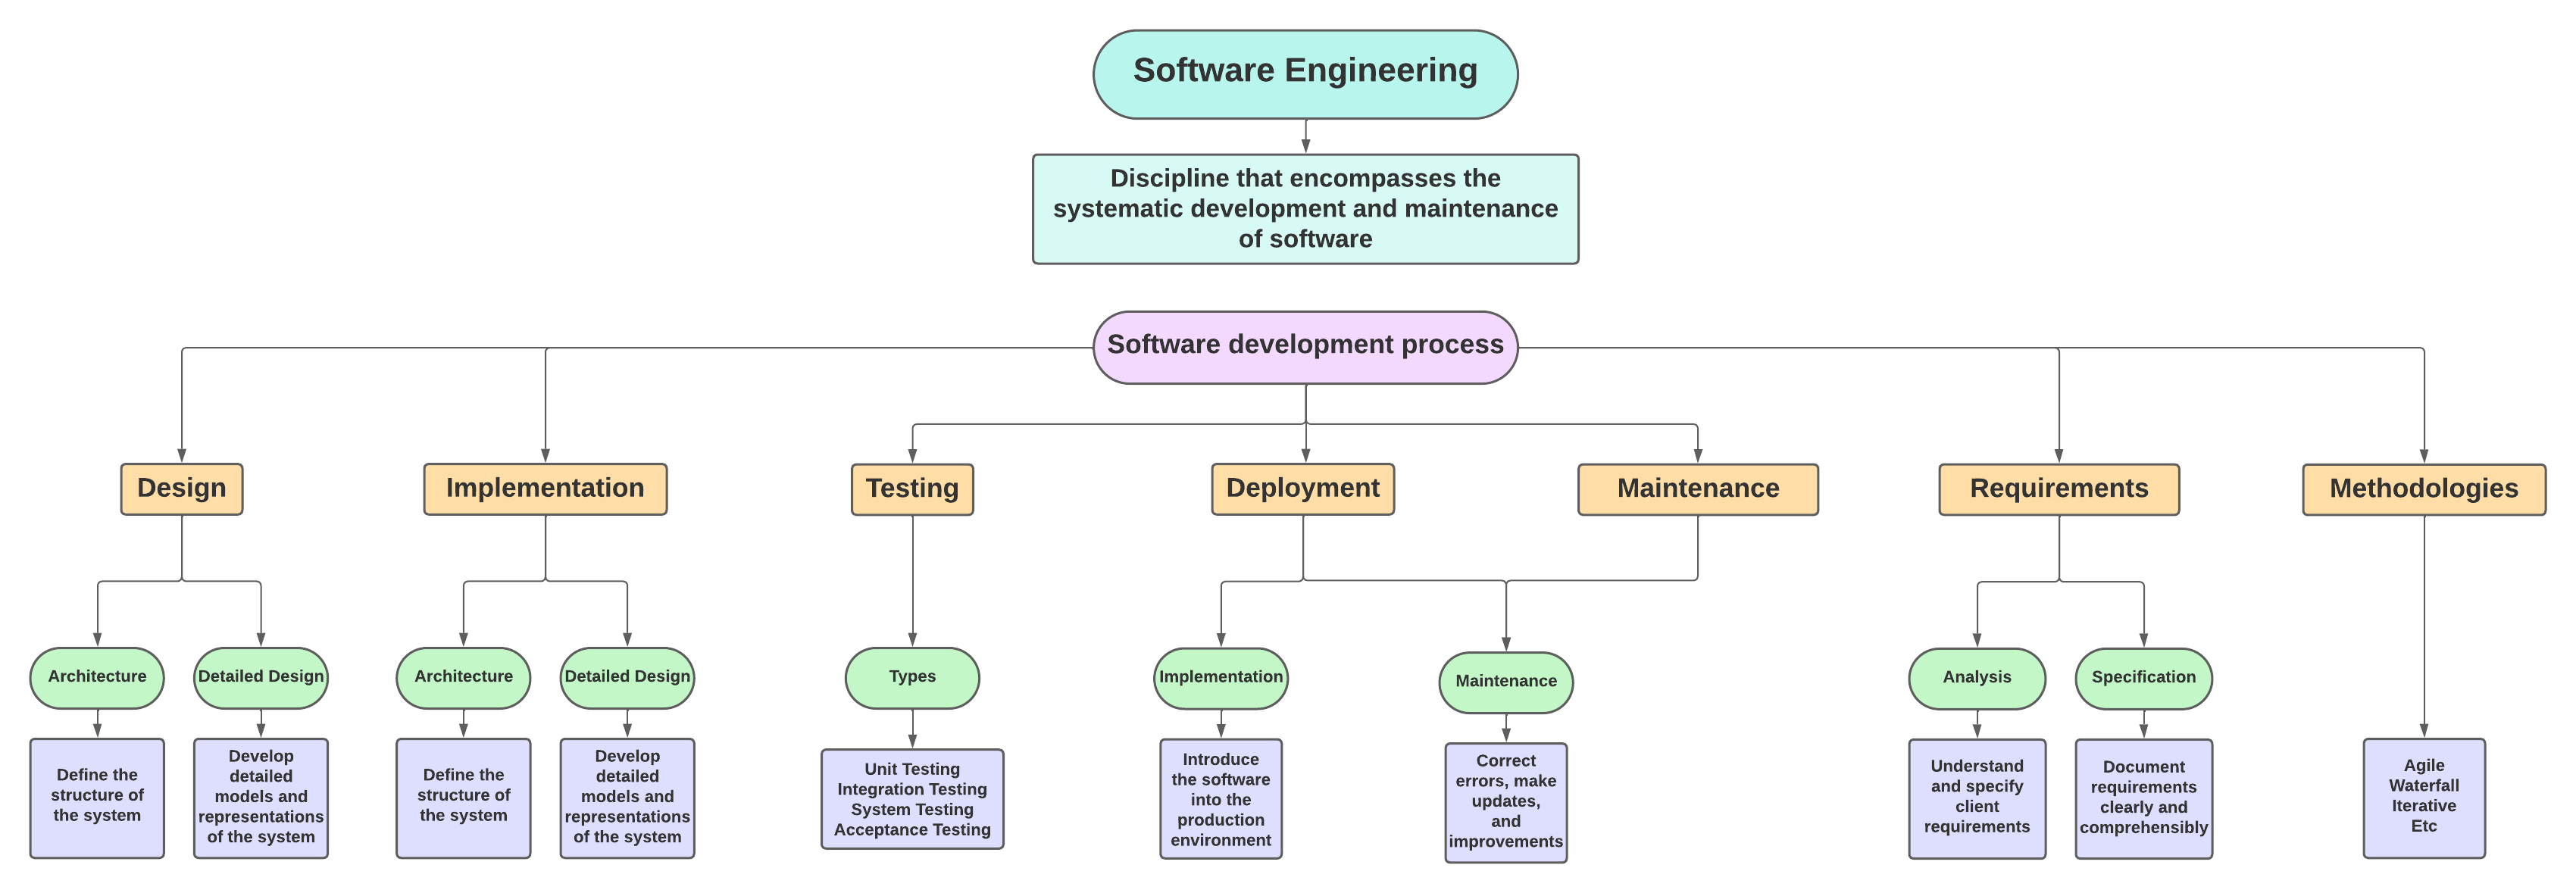 Software Engineering
Discipline that encompasses the
systematic development and maintenance
of software
Software development process
Design
Implementation
Testing
Deployment
Maintenance
Requirements
Methodologies
Architecture
Detailed Design
Architecture
Detailed Design
Types
Implementation
Maintenance
Analysis
Specification
Define the
structure of
the system
Develop
detailed
models and
representations
of the system
Define the
structure of
the system
Develop
detailed
models and
representations
of the system
Unit Testing
Integration Testing
System Testing
Acceptance Testing
Introduce
the software
into the
production
environment
Correct
errors, make
updates,
and
improvements
Understand
and specify
client
requirements
Document
requirements
clearly and
comprehensibly
Agile
Waterfall
Iterative
Etc